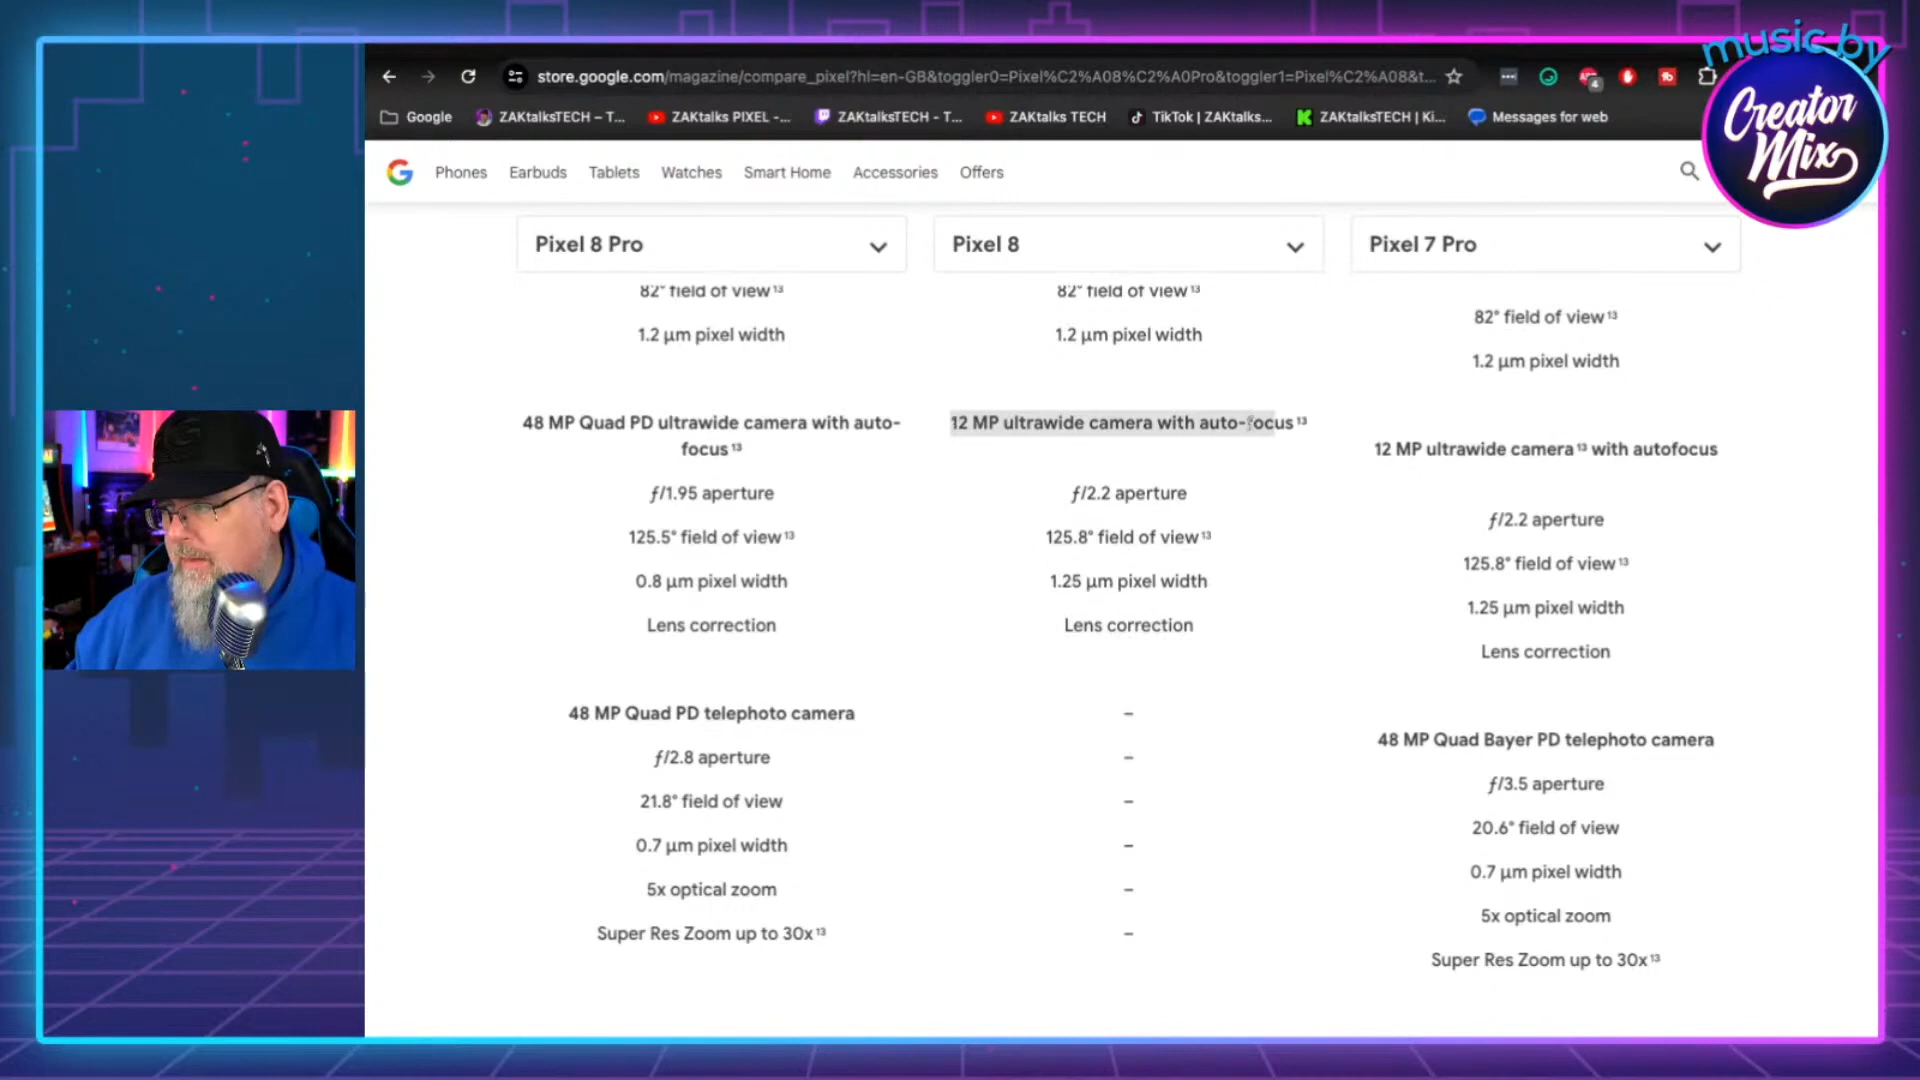 music by
Creator
Mix
store.google.com/magazine/compare_pixel?hl=en-GB&toggler0=Pixel%C2%A08%C2%A0Pro&toggler1=Pixel%C2%A08&t...
4
Google
ZAKtalksTECH – T...
ZAKtalks PIXEL -...
ZAKtalksTECH - T...
ZAKtalks TECH
TikTok | ZAKtalks...
ZAKtalksTECH | Ki...
Messages for web
Phones Earbuds Tablets Watches Smart Home Accessories Offers
Pixel 8 Pro
Pixel 8
Pixel 7 Pro
82° field of view 13
1.2 μm pixel width
48 MP Quad PD ultrawide camera with auto-
focus 13
ƒ/1.95 aperture
125.5° field of view 13
0.8 μm pixel width
Lens correction
48 MP Quad PD telephoto camera
ƒ/2.8 aperture
21.8° field of view
0.7 μm pixel width
5x optical zoom
Super Res Zoom up to 30x 13
82° field of view 13
1.2 μm pixel width
12 MP ultrawide camera with auto-focus 13
ƒ/2.2 aperture
125.8° field of view 13
1.25 μm pixel width
Lens correction
–
–
–
–
–
–
82° field of view 13
1.2 μm pixel width
12 MP ultrawide camera 13 with autofocus
ƒ/2.2 aperture
125.8° field of view 13
1.25 μm pixel width
Lens correction
48 MP Quad Bayer PD telephoto camera
ƒ/3.5 aperture
20.6° field of view
0.7 μm pixel width
5x optical zoom
Super Res Zoom up to 30x 13